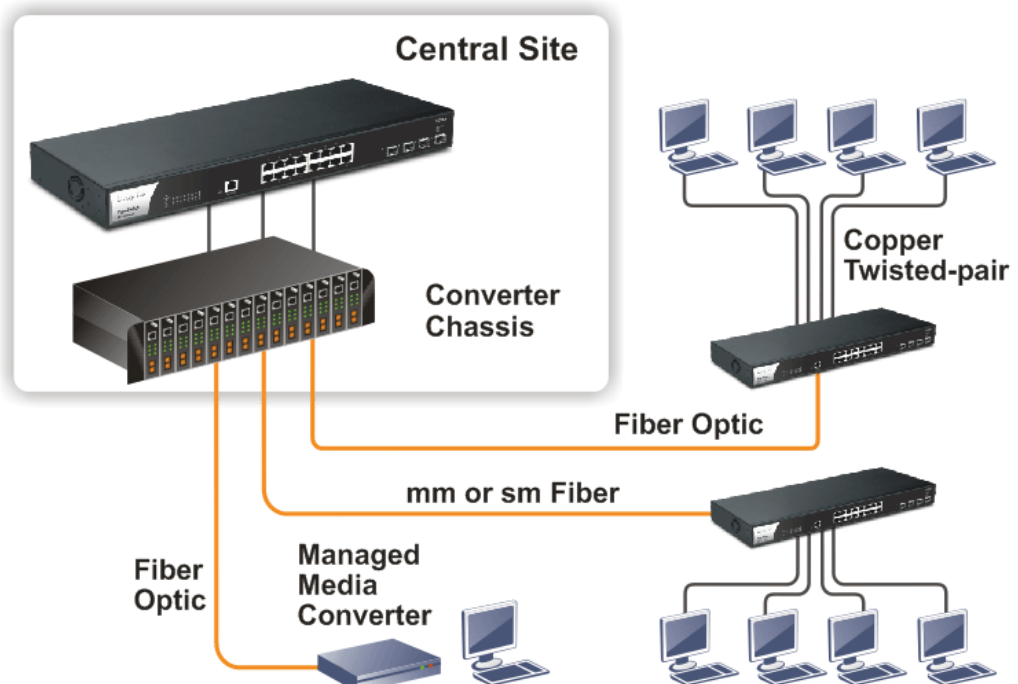 Central Site
Converter
Chassis
Copper
Twisted-pair
Fiber Optic
mm or sm Fiber
Fiber
Optic
Managed
Media
Converter